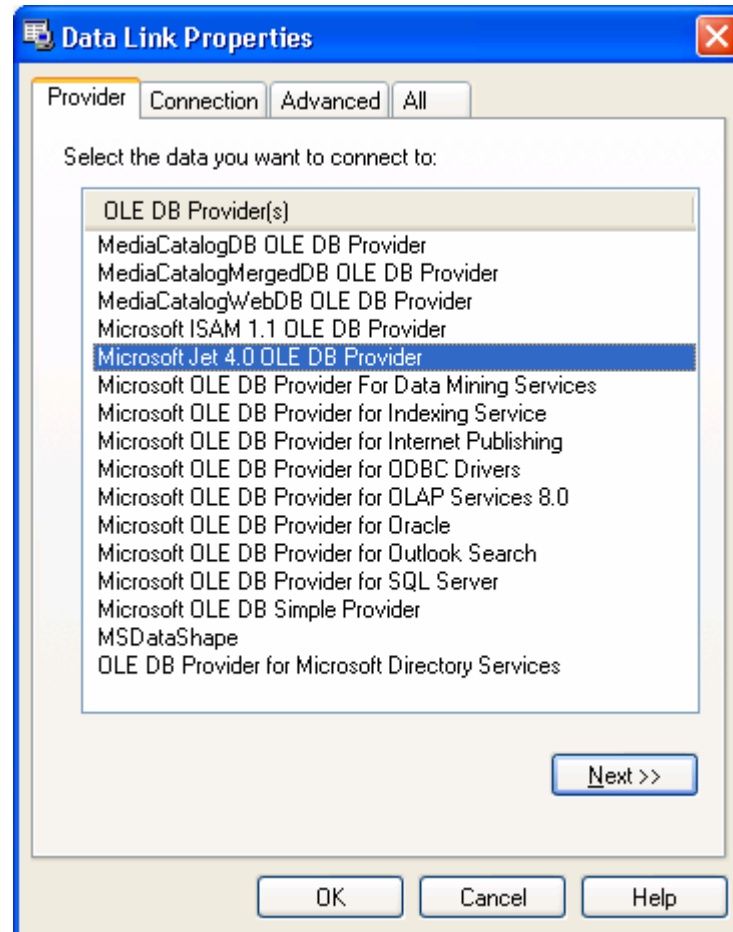 Data Link Properties
Provider Connection Advanced All
Select the data you want to connect to:
OLE DB Provider(s)
MediaCatalogDB OLE DB Provider
MediaCatalogMergedDB OLE DB Provider
MediaCatalogWebDB OLE DB Provider
Microsoft ISAM 1.1 OLE DB Provider
Microsoft Jet 4.0 OLE DB Provider
Microsoft OLE DB Provider For Data Mining Services
Microsoft OLE DB Provider for Indexing Service
Microsoft OLE DB Provider for Internet Publishing
Microsoft OLE DB Provider for ODBC Drivers
Microsoft OLE DB Provider for OLAP Services 8.0
Microsoft OLE DB Provider for Oracle
Microsoft OLE DB Provider for Outlook Search
Microsoft OLE DB Provider for SQL Server
Microsoft OLE DB Simple Provider
MSDataShape
OLE DB Provider for Microsoft Directory Services
Next >>
OK Cancel Help